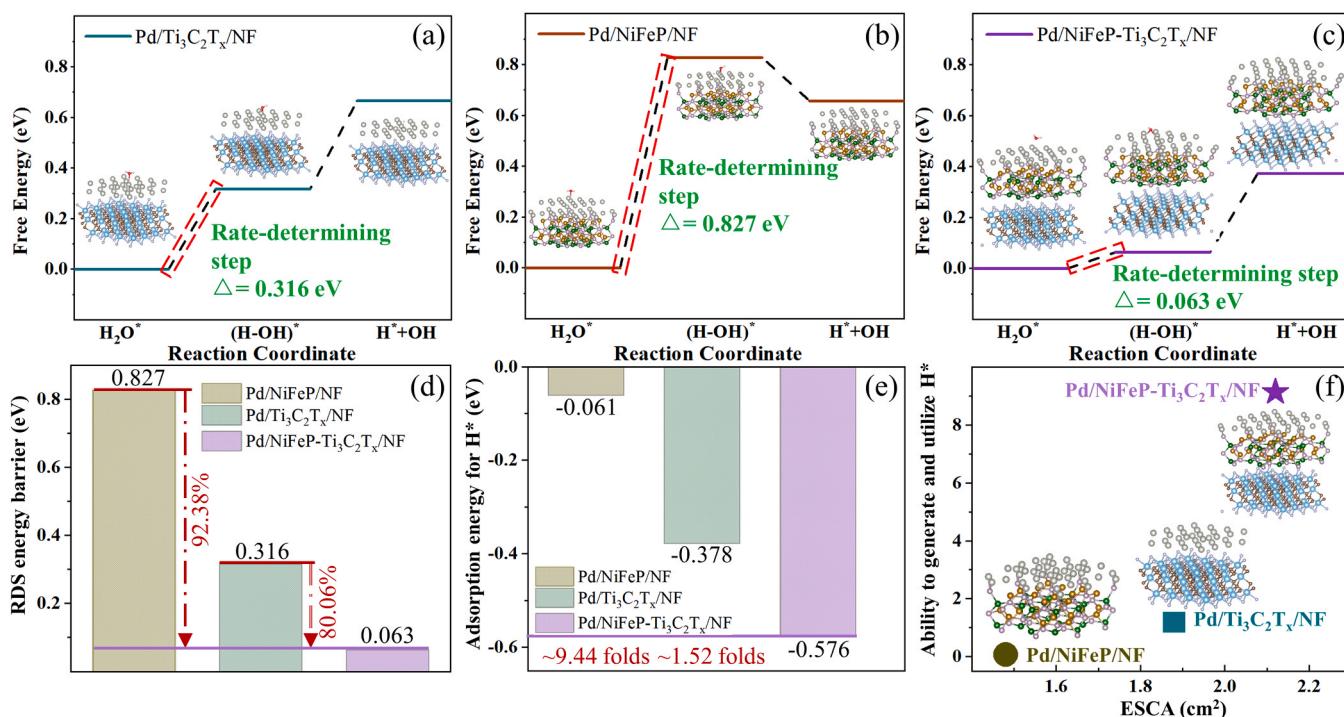 (a)
Pd/Ti₃C₂Tₓ/NF
Free Energy (eV)
0.8
0.6
0.4
0.2
0.0
Rate-determining
step
△ = 0.316 eV
H₂O*
(H-OH)*
H*+OH
Reaction Coordinate
(b)
Pd/NiFeP/NF
Free Energy (eV)
0.8
0.6
0.4
0.2
0.0
Rate-determining
step
△ = 0.827 eV
H₂O*
(H-OH)*
H*+OH
Reaction Coordinate
(c)
Pd/NiFeP-Ti₃C₂Tₓ/NF
Free Energy (eV)
0.8
0.6
0.4
0.2
0.0
Rate-determining step
△ = 0.063 eV
H₂O*
(H-OH)*
H*+OH
Reaction Coordinate
(d)
RDS energy barrier (eV)
0.8
0.6
0.4
0.2
0.827
0.316
0.063
92.38%
80.06%
Pd/NiFeP/NF
Pd/Ti₃C₂Tₓ/NF
Pd/NiFeP-Ti₃C₂Tₓ/NF
(e)
Adsorption energy for H* (eV)
0.0
-0.2
-0.4
-0.6
-0.061
-0.378
-0.576
Pd/NiFeP/NF
Pd/Ti₃C₂Tₓ/NF
Pd/NiFeP-Ti₃C₂Tₓ/NF
~9.44 folds ~1.52 folds
(f)
Ability to generate and utilize H*
8
6
4
2
0
Pd/NiFeP-Ti₃C₂Tₓ/NF
Pd/Ti₃C₂Tₓ/NF
Pd/NiFeP/NF
1.6
1.8
2.0
2.2
ESCA (cm²)